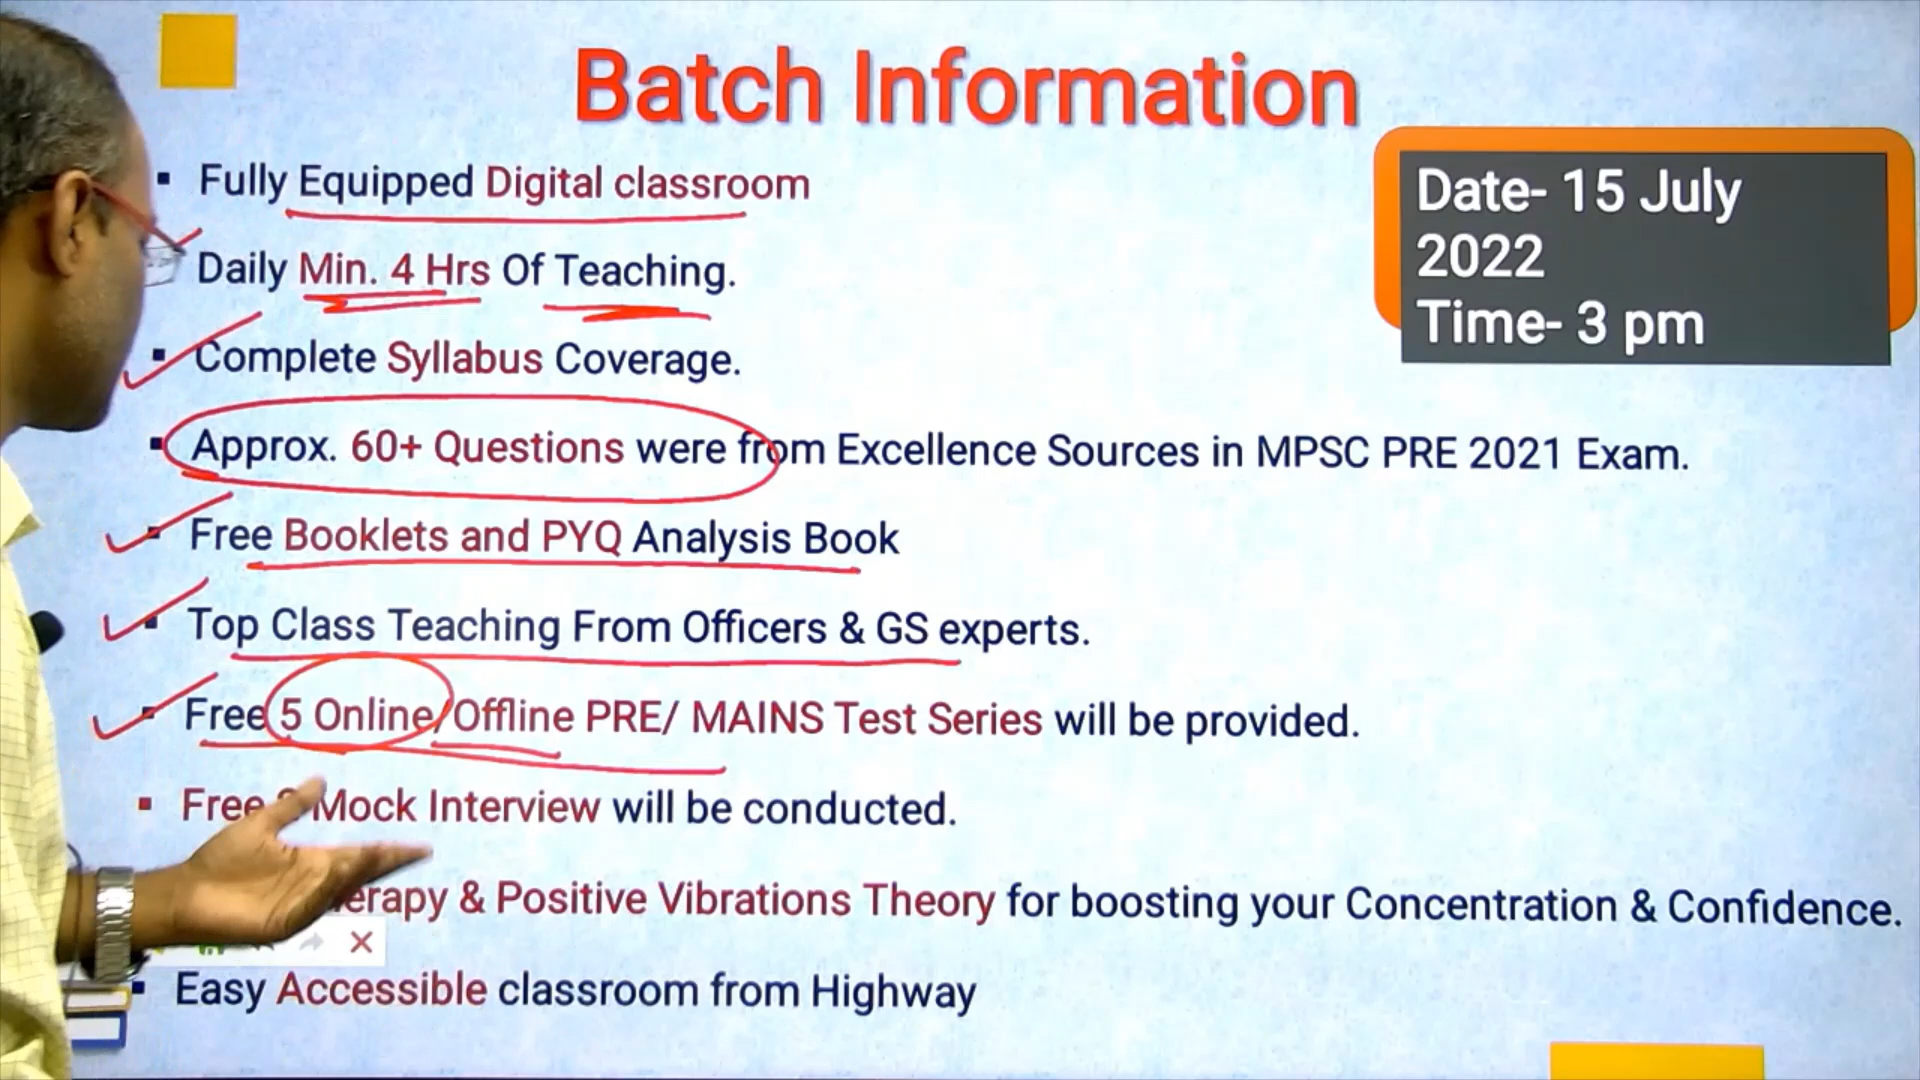 Batch Information
Fully Equipped Digital classroom
Date- 15 July
2022
Time- 3 pm
Daily Min. 4 Hrs Of Teaching.
Complete Syllabus Coverage.
Approx. 60+ Questions were from Excellence Sources in MPSC PRE 2021 Exam.
Free Booklets and PYQ Analysis Book
Top Class Teaching From Officers & GS experts.
Free 5 Online/Offline PRE/ MAINS Test Series will be provided.
Free Mock Interview will be conducted.
& Positive Vibrations Theory for boosting your Concentration & Confidence.
Easy Accessible classroom from Highway